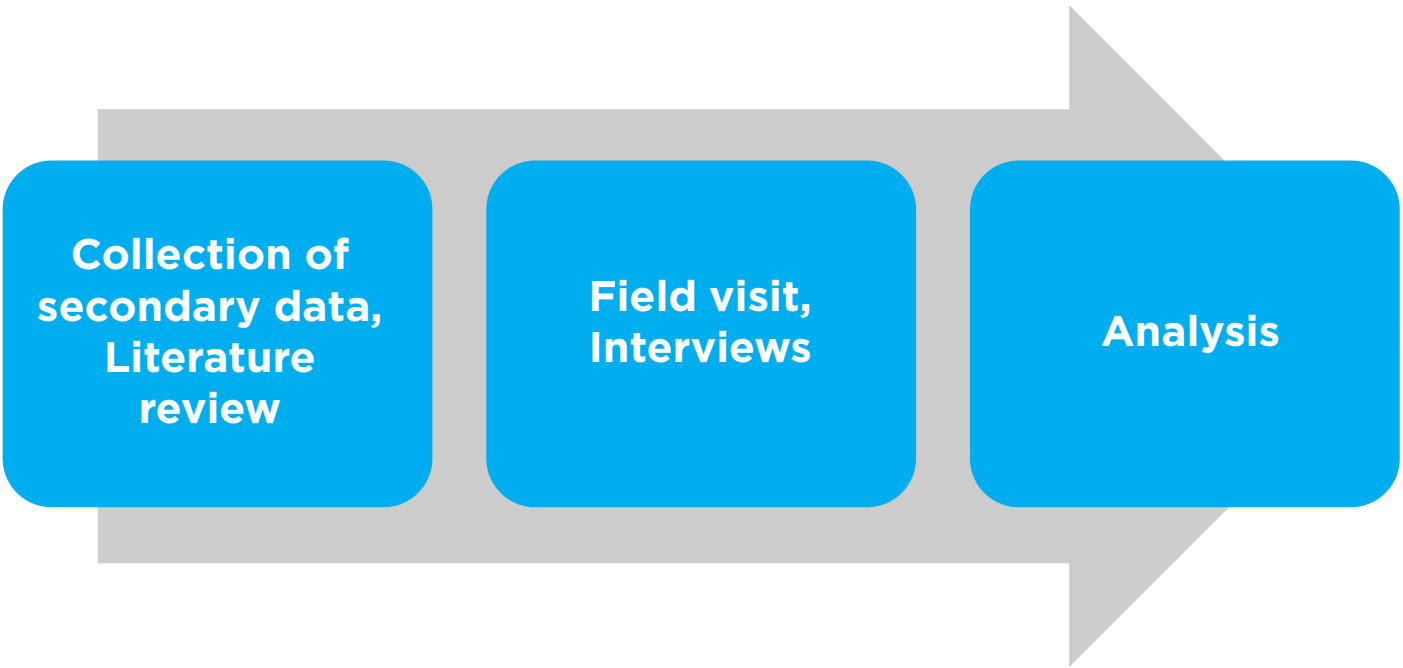 Collection of
secondary data,
Literature
review
Field visit,
Interviews
Analysis